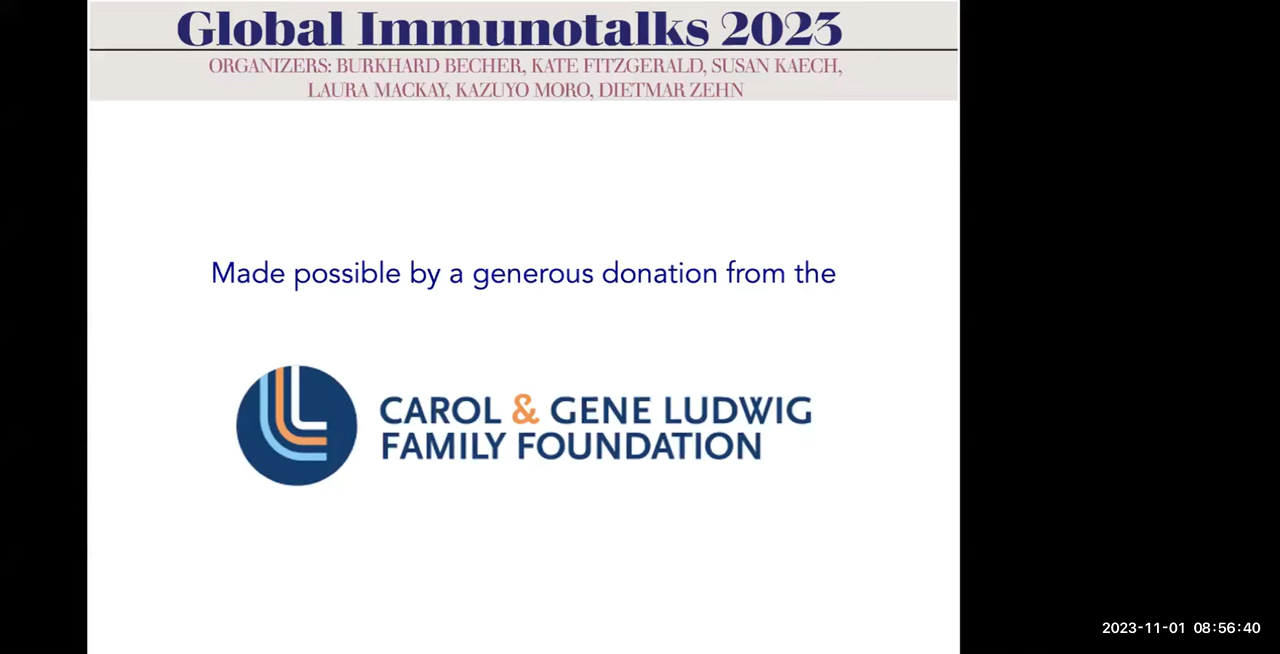 Global Immunotalks 2023
ORGANIZERS: BURKHARD BECHER, KATE FITZGERALD, SUSAN KAECH,
LAURA MACKAY, KAZUYO MORO, DIETMAR ZEHN
Made possible by a generous donation from the
CAROL & GENE LUDWIG
FAMILY FOUNDATION
2023-11-01 08:56:40